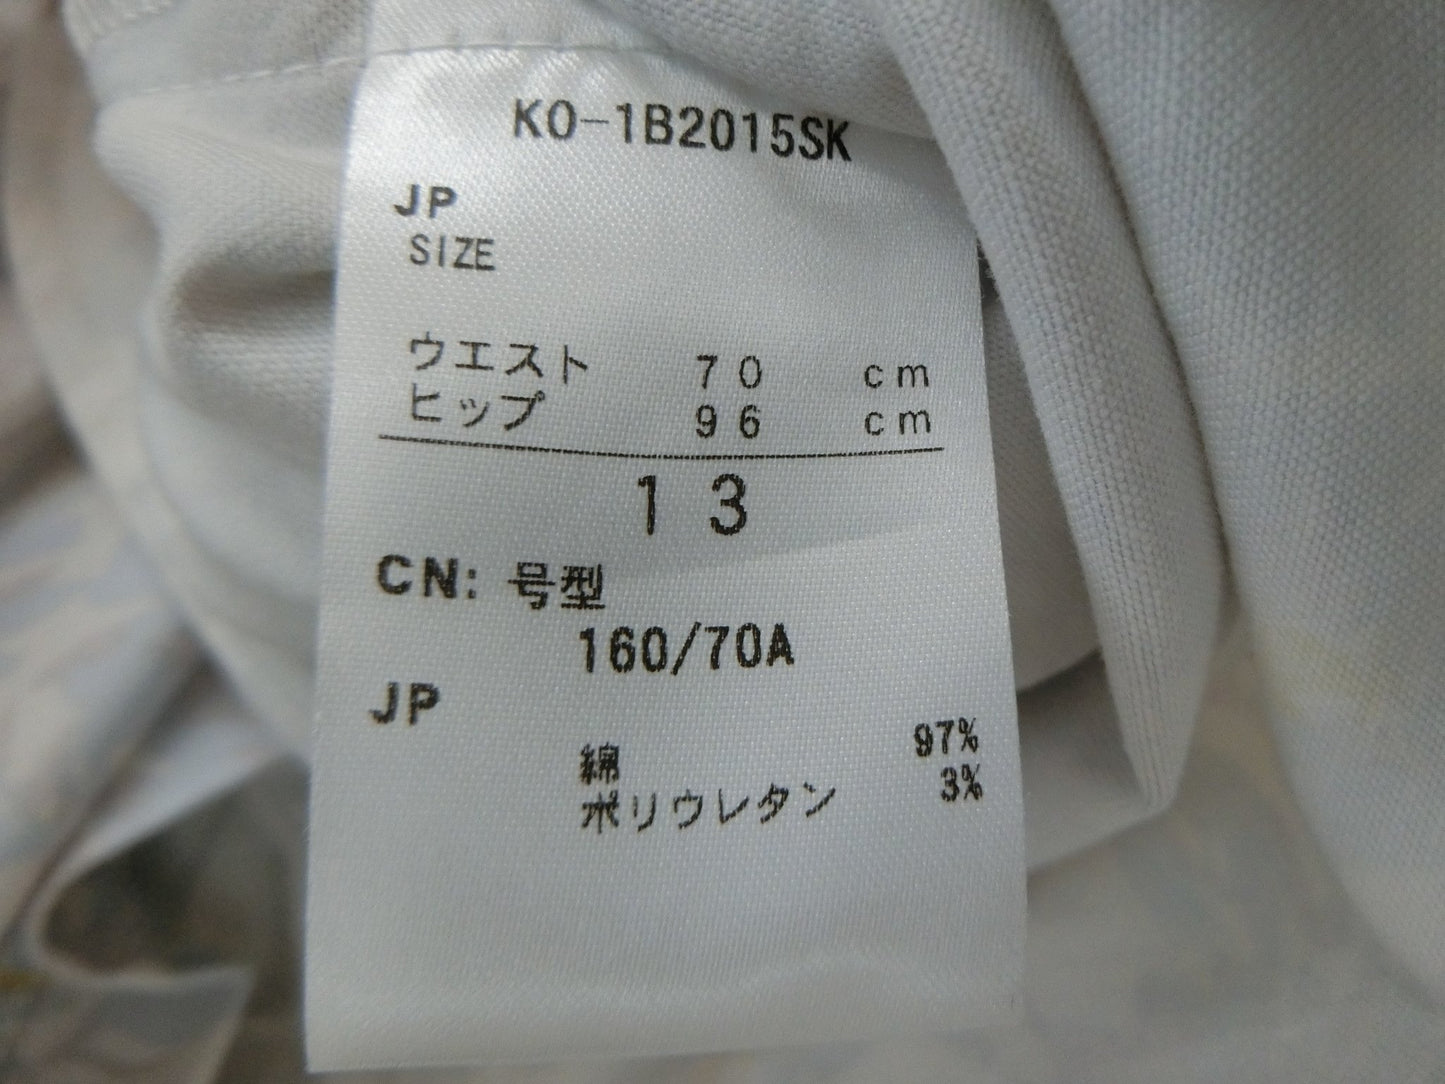 KO-1B2015SK
JP
SIZE
ウエスト 70 cm
ヒップ 96 cm
13
CN: 号型
160/70A
JP
綿 97%
ポリウレタン 3%